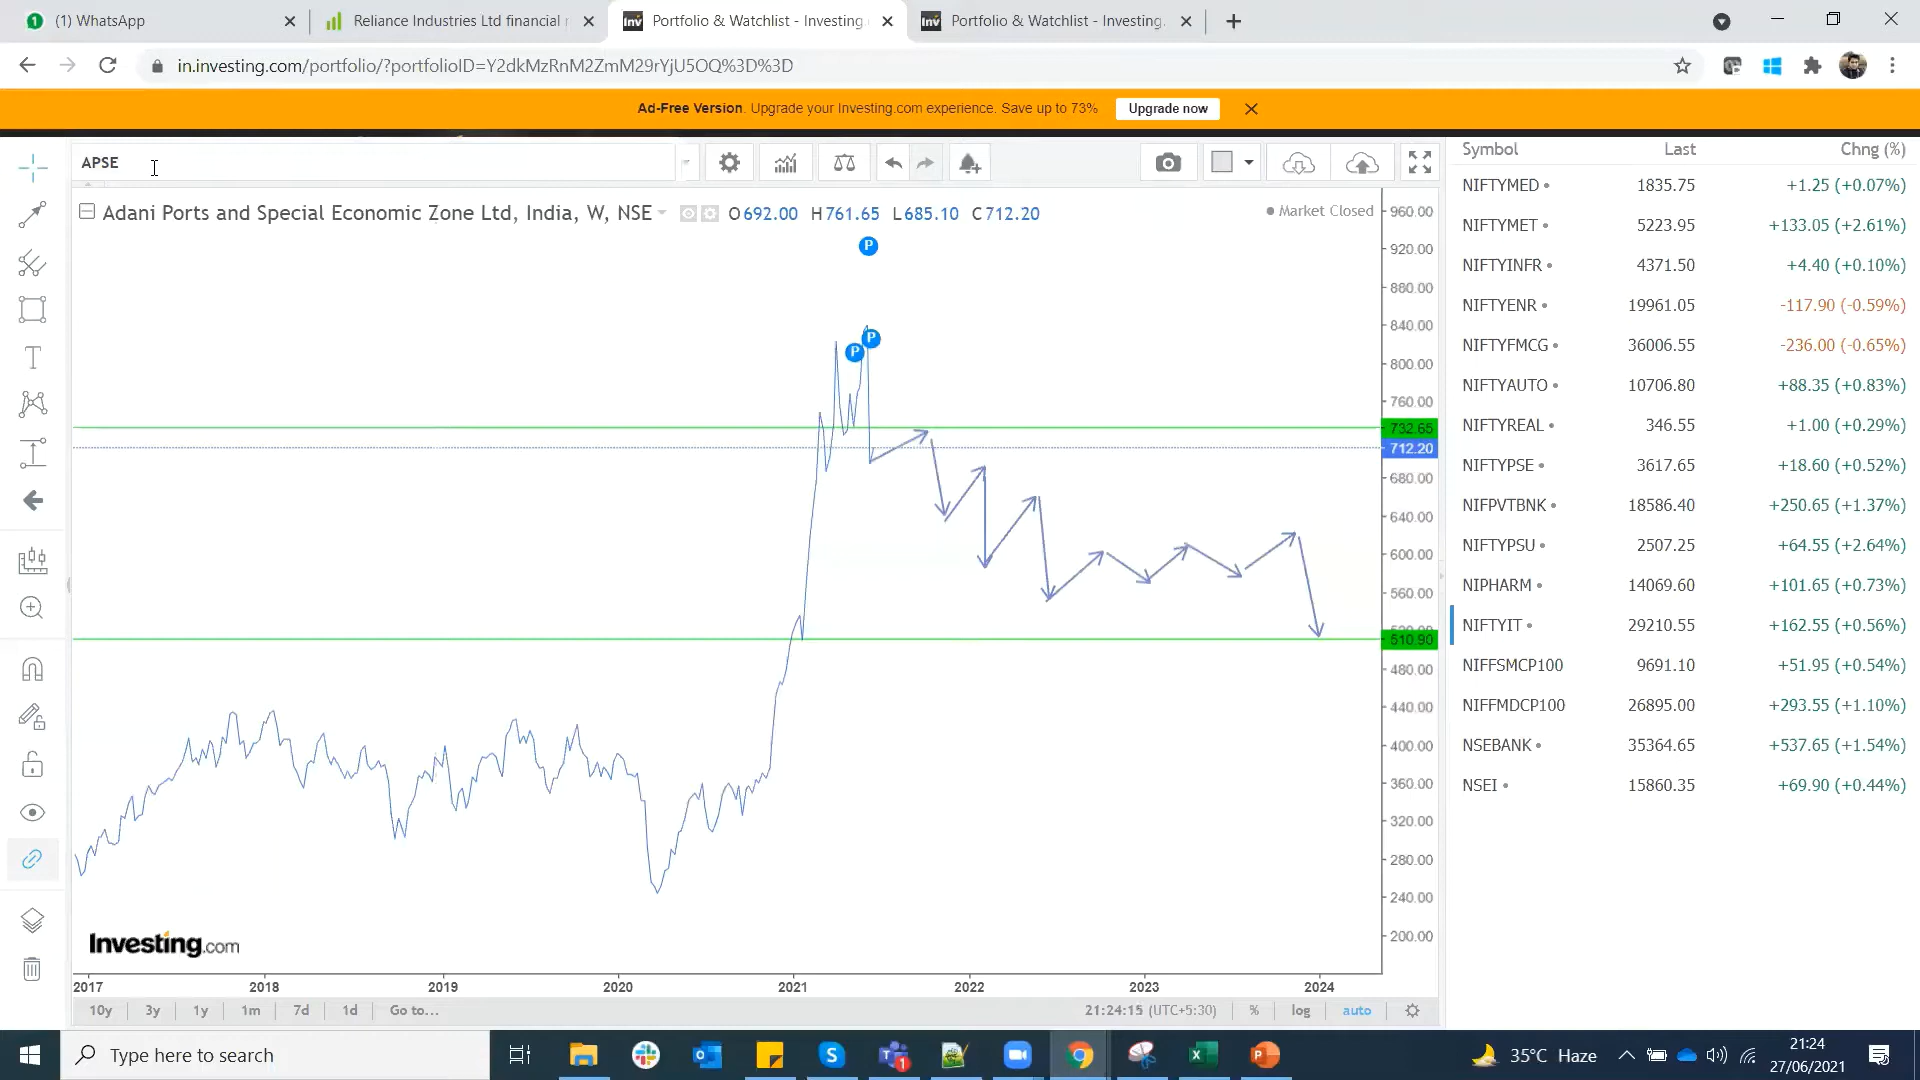 (1) WhatsApp
Reliance Industries Ltd financial
Portfolio & Watchlist - Investing.
Portfolio & Watchlist - Investing.
in.investing.com/portfolio/?portfolioID=Y2dkMzRnM2ZmM29rYjU5OQ%3D%3D
Ad-Free Version. Upgrade your Investing.com experience. Save up to 73% Upgrade now
APSE
Adani Ports and Special Economic Zone Ltd, India, W, NSE O 692.00 H 761.65 L 685.10 C 712.20
Market Closed
P
P
P
960.00
920.00
880.00
840.00
800.00
760.00
732.65
712.20
680.00
640.00
600.00
560.00
510.90
480.00
440.00
400.00
360.00
320.00
280.00
240.00
200.00
Investing.com
2017 2018 2019 2020 2021 2022 2023 2024
10y 3y 1y 1m 7d 1d Go to... 21:24:15 (UTC+5:30) % log auto
Symbol Last Chng (%)
NIFTYMED 1835.75 +1.25 (+0.07%)
NIFTYMET 5223.95 +133.05 (+2.61%)
NIFTYINFR 4371.50 +4.40 (+0.10%)
NIFTYENR 19961.05 -117.90 (-0.59%)
NIFTYFMCG 36006.55 -236.00 (-0.65%)
NIFTYAUTO 10706.80 +88.35 (+0.83%)
NIFTYREAL 346.55 +1.00 (+0.29%)
NIFTYPSE 3617.65 +18.60 (+0.52%)
NIFPVTBNK 18586.40 +250.65 (+1.37%)
NIFTYPSU 2507.25 +64.55 (+2.64%)
NIPHARM 14069.60 +101.65 (+0.73%)
NIFTYIT 29210.55 +162.55 (+0.56%)
NIFFSMCP100 9691.10 +51.95 (+0.54%)
NIFFMDCP100 26895.00 +293.55 (+1.10%)
NSEBANK 35364.65 +537.65 (+1.54%)
NSEI 15860.35 +69.90 (+0.44%)
Type here to search
35°C Haze
21:24
27/06/2021